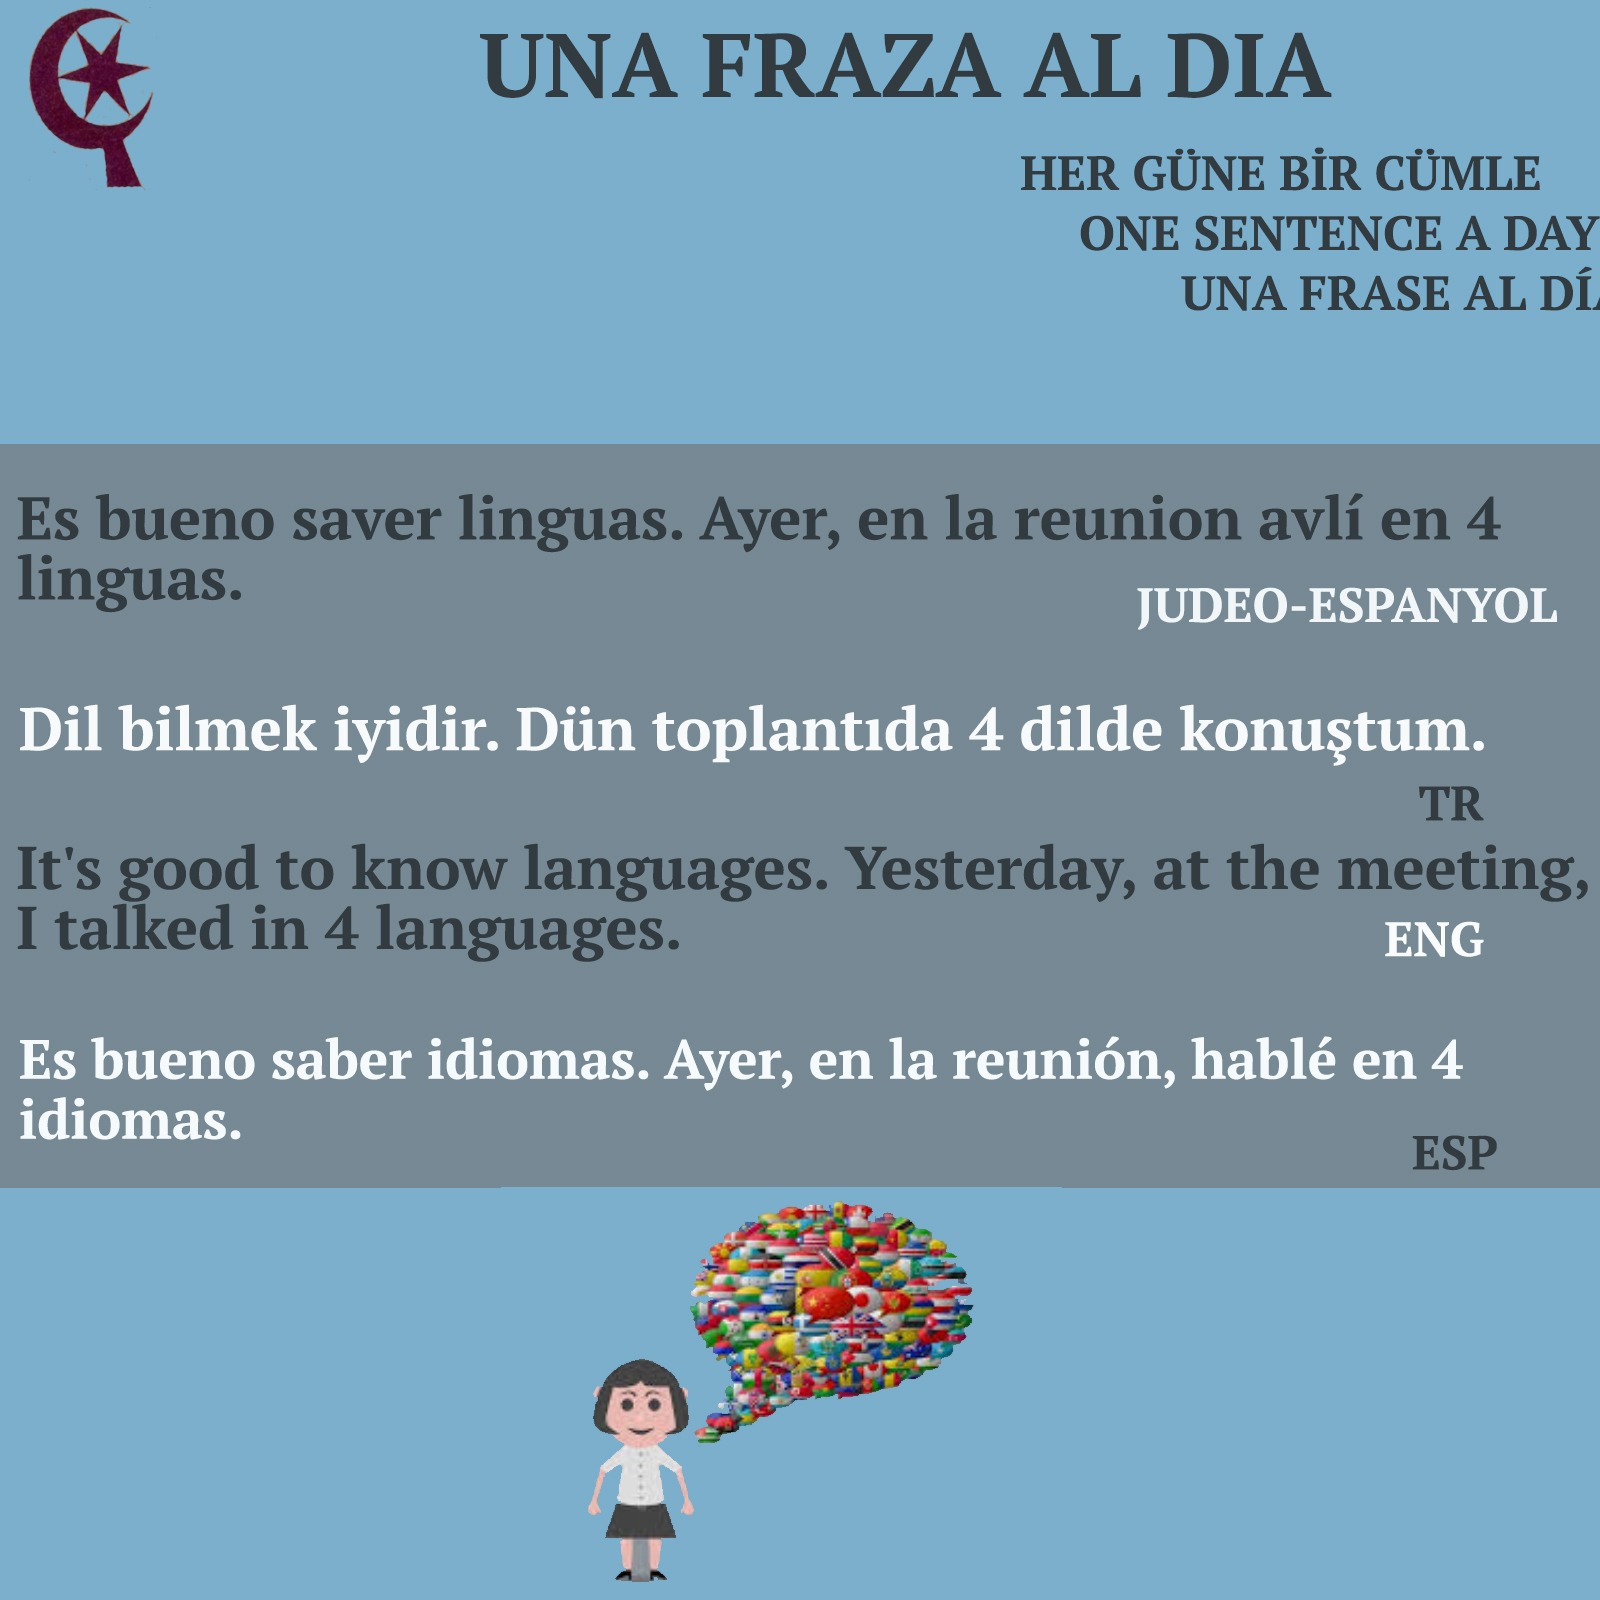 UNA FRAZA AL DIA
HER GÜNE BİR CÜMLE
ONE SENTENCE A DAY
UNA FRASE AL DÍA
Es bueno saver linguas. Ayer, en la reunion avlí en 4
linguas.
JUDEO-ESPANYOL
Dil bilmek iyidir. Dün toplantıda 4 dilde konuştum.
TR
It's good to know languages. Yesterday, at the meeting,
I talked in 4 languages.
ENG
Es bueno saber idiomas. Ayer, en la reunión, hablé en 4
idiomas.
ESP